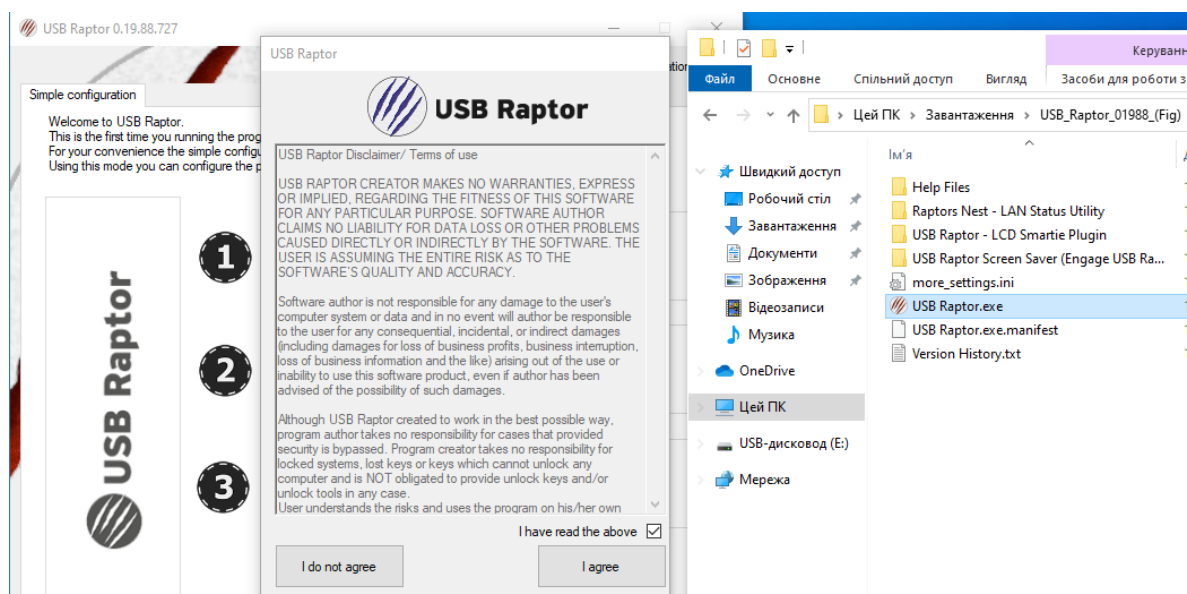 USB Raptor 0.19.88.727
Simple configuration
Welcome to USB Raptor.
This is the first time you running the prog
For your convenience the simple configu
Using this mode you can configure the p
USB Raptor
1
2
3
USB Raptor
USB Raptor
USB Raptor Disclaimer/ Terms of use
USB RAPTOR CREATOR MAKES NO WARRANTIES, EXPRESS
OR IMPLIED, REGARDING THE FITNESS OF THIS SOFTWARE
FOR ANY PARTICULAR PURPOSE. SOFTWARE AUTHOR
CLAIMS NO LIABILITY FOR DATA LOSS OR OTHER PROBLEMS
CAUSED DIRECTLY OR INDIRECTLY BY THE SOFTWARE. THE
USER IS ASSUMING THE ENTIRE RISK AS TO THE
SOFTWARE'S QUALITY AND ACCURACY.
Software author is not responsible for any damage to the user's
computer system or data and in no event will author be responsible
to the user for any consequential, incidental, or indirect damages
(including damages for loss of business profits, business interruption,
loss of business information and the like) arising out of the use or
inability to use this software product, even if author has been
advised of the possibility of such damages.
Although USB Raptor created to work in the best possible way,
program author takes no responsibility for cases that provided
security is bypassed. Program creator takes no responsibility for
locked systems, lost keys or keys which cannot unlock any
computer and is NOT obligated to provide unlock keys and/or
unlock tools in any case.
User understands the risks and uses the program on his/her own
I have read the above
I do not agree
I agree
ation
Керуванн
Файл
Основне
Спільний доступ
Вигляд
Засоби для роботи з
Цей ПК > Завантаження > USB_Raptor_01988_(Fig)
Швидкий доступ
Робочий стіл
Завантаження
Документи
Зображення
Відеозаписи
Музика
OneDrive
Цей ПК
USB-дисковод (E:)
Мережа
Ім'я
Help Files
Raptors Nest - LAN Status Utility
USB Raptor - LCD Smartie Plugin
USB Raptor Screen Saver (Engage USB Ra...
more_settings.ini
USB Raptor.exe
USB Raptor.exe.manifest
Version History.txt